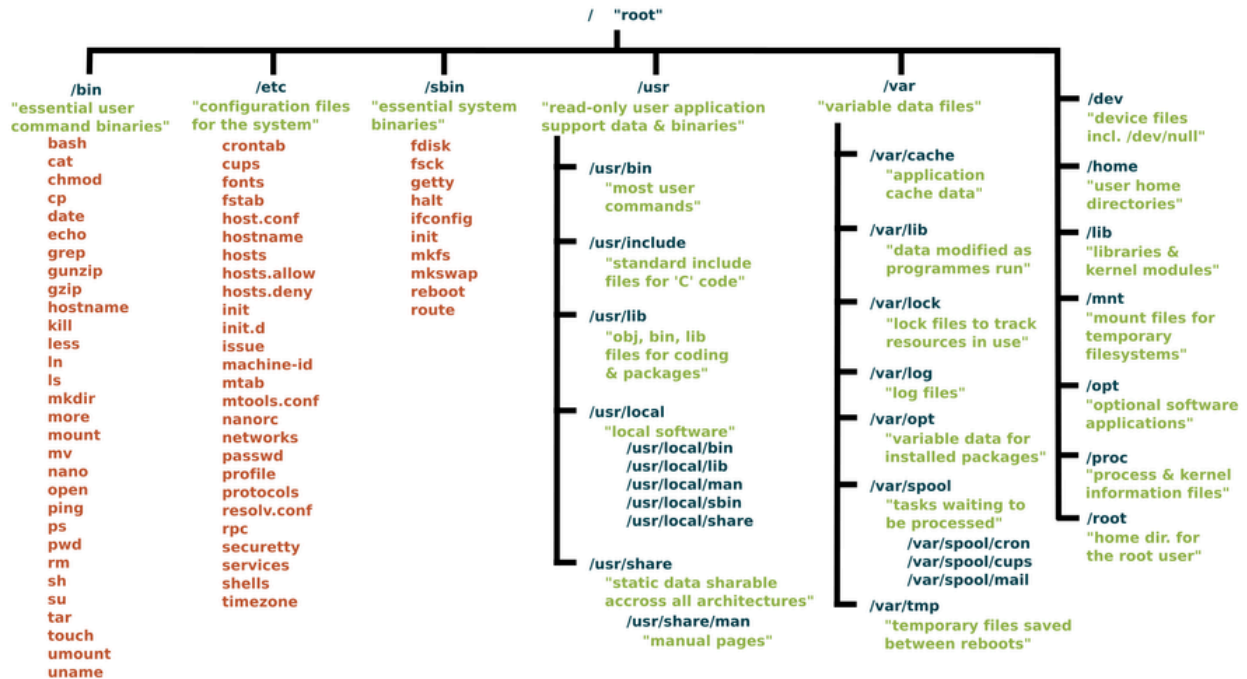 / "root"
/bin
"essential user
command binaries"
bash
cat
chmod
cp
date
echo
grep
gunzip
gzip
hostname
kill
less
ln
ls
mkdir
more
mount
mv
nano
open
ping
ps
pwd
rm
sh
su
tar
touch
umount
uname
/etc
"configuration files
for the system"
crontab
cups
fonts
fstab
host.conf
hostname
hosts
hosts.allow
hosts.deny
init
init.d
issue
machine-id
mtab
mtools.conf
nanorc
networks
passwd
profile
protocols
resolv.conf
rpc
securetty
services
shells
timezone
/sbin
"essential system
binaries"
fdisk
fsck
getty
halt
ifconfig
init
mkfs
mkswap
reboot
route
/usr
"read-only user application
support data & binaries"
/usr/bin
"most user
commands"
/usr/include
"standard include
files for 'C' code"
/usr/lib
"obj, bin, lib
files for coding
& packages"
/usr/local
"local software"
/usr/local/bin
/usr/local/lib
/usr/local/man
/usr/local/sbin
/usr/local/share
/usr/share
"static data sharable
accross all architectures"
/usr/share/man
"manual pages"
/var
"variable data files"
/var/cache
"application
cache data"
/var/lib
"data modified as
programmes run"
/var/lock
"lock files to track
resources in use"
/var/log
"log files"
/var/opt
"variable data for
installed packages"
/var/spool
"tasks waiting to
be processed"
/var/spool/cron
/var/spool/cups
/var/spool/mail
/var/tmp
"temporary files saved
between reboots"
/dev
"device files
incl. /dev/null"
/home
"user home
directories"
/lib
"libraries &
kernel modules"
/mnt
"mount files for
temporary
filesystems"
/opt
"optional software
applications"
/proc
"process & kernel
information files"
/root
"home dir. for
the root user"